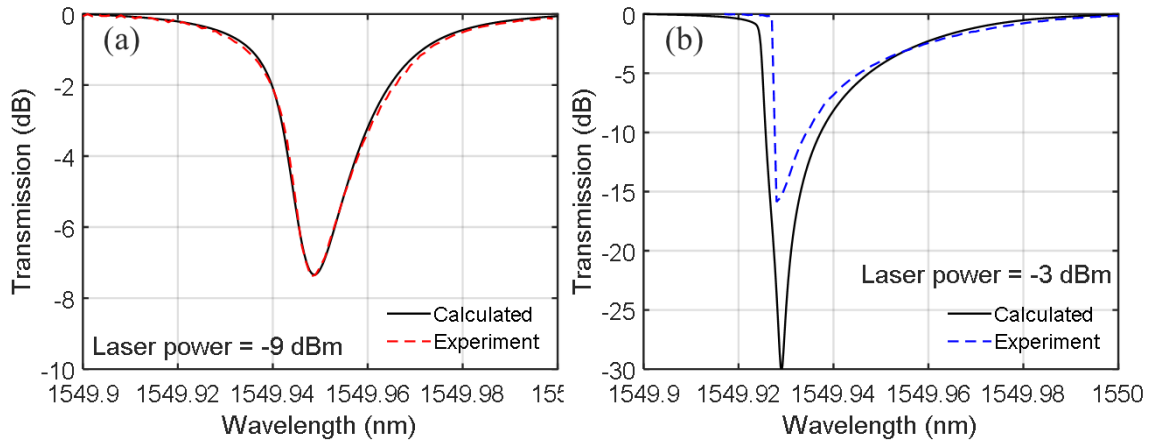 (a)
Transmission (dB)
0
-2
-4
-6
-8
-10
Calculated
Experiment
Laser power = -9 dBm
1549.9 1549.92 1549.94 1549.96 1549.98 155
Wavelength (nm)
(b)
Transmission (dB)
0
-5
-10
-15
-20
-25
-30
Laser power = -3 dBm
Calculated
Experiment
1549.9 1549.92 1549.94 1549.96 1549.98 1550
Wavelength (nm)